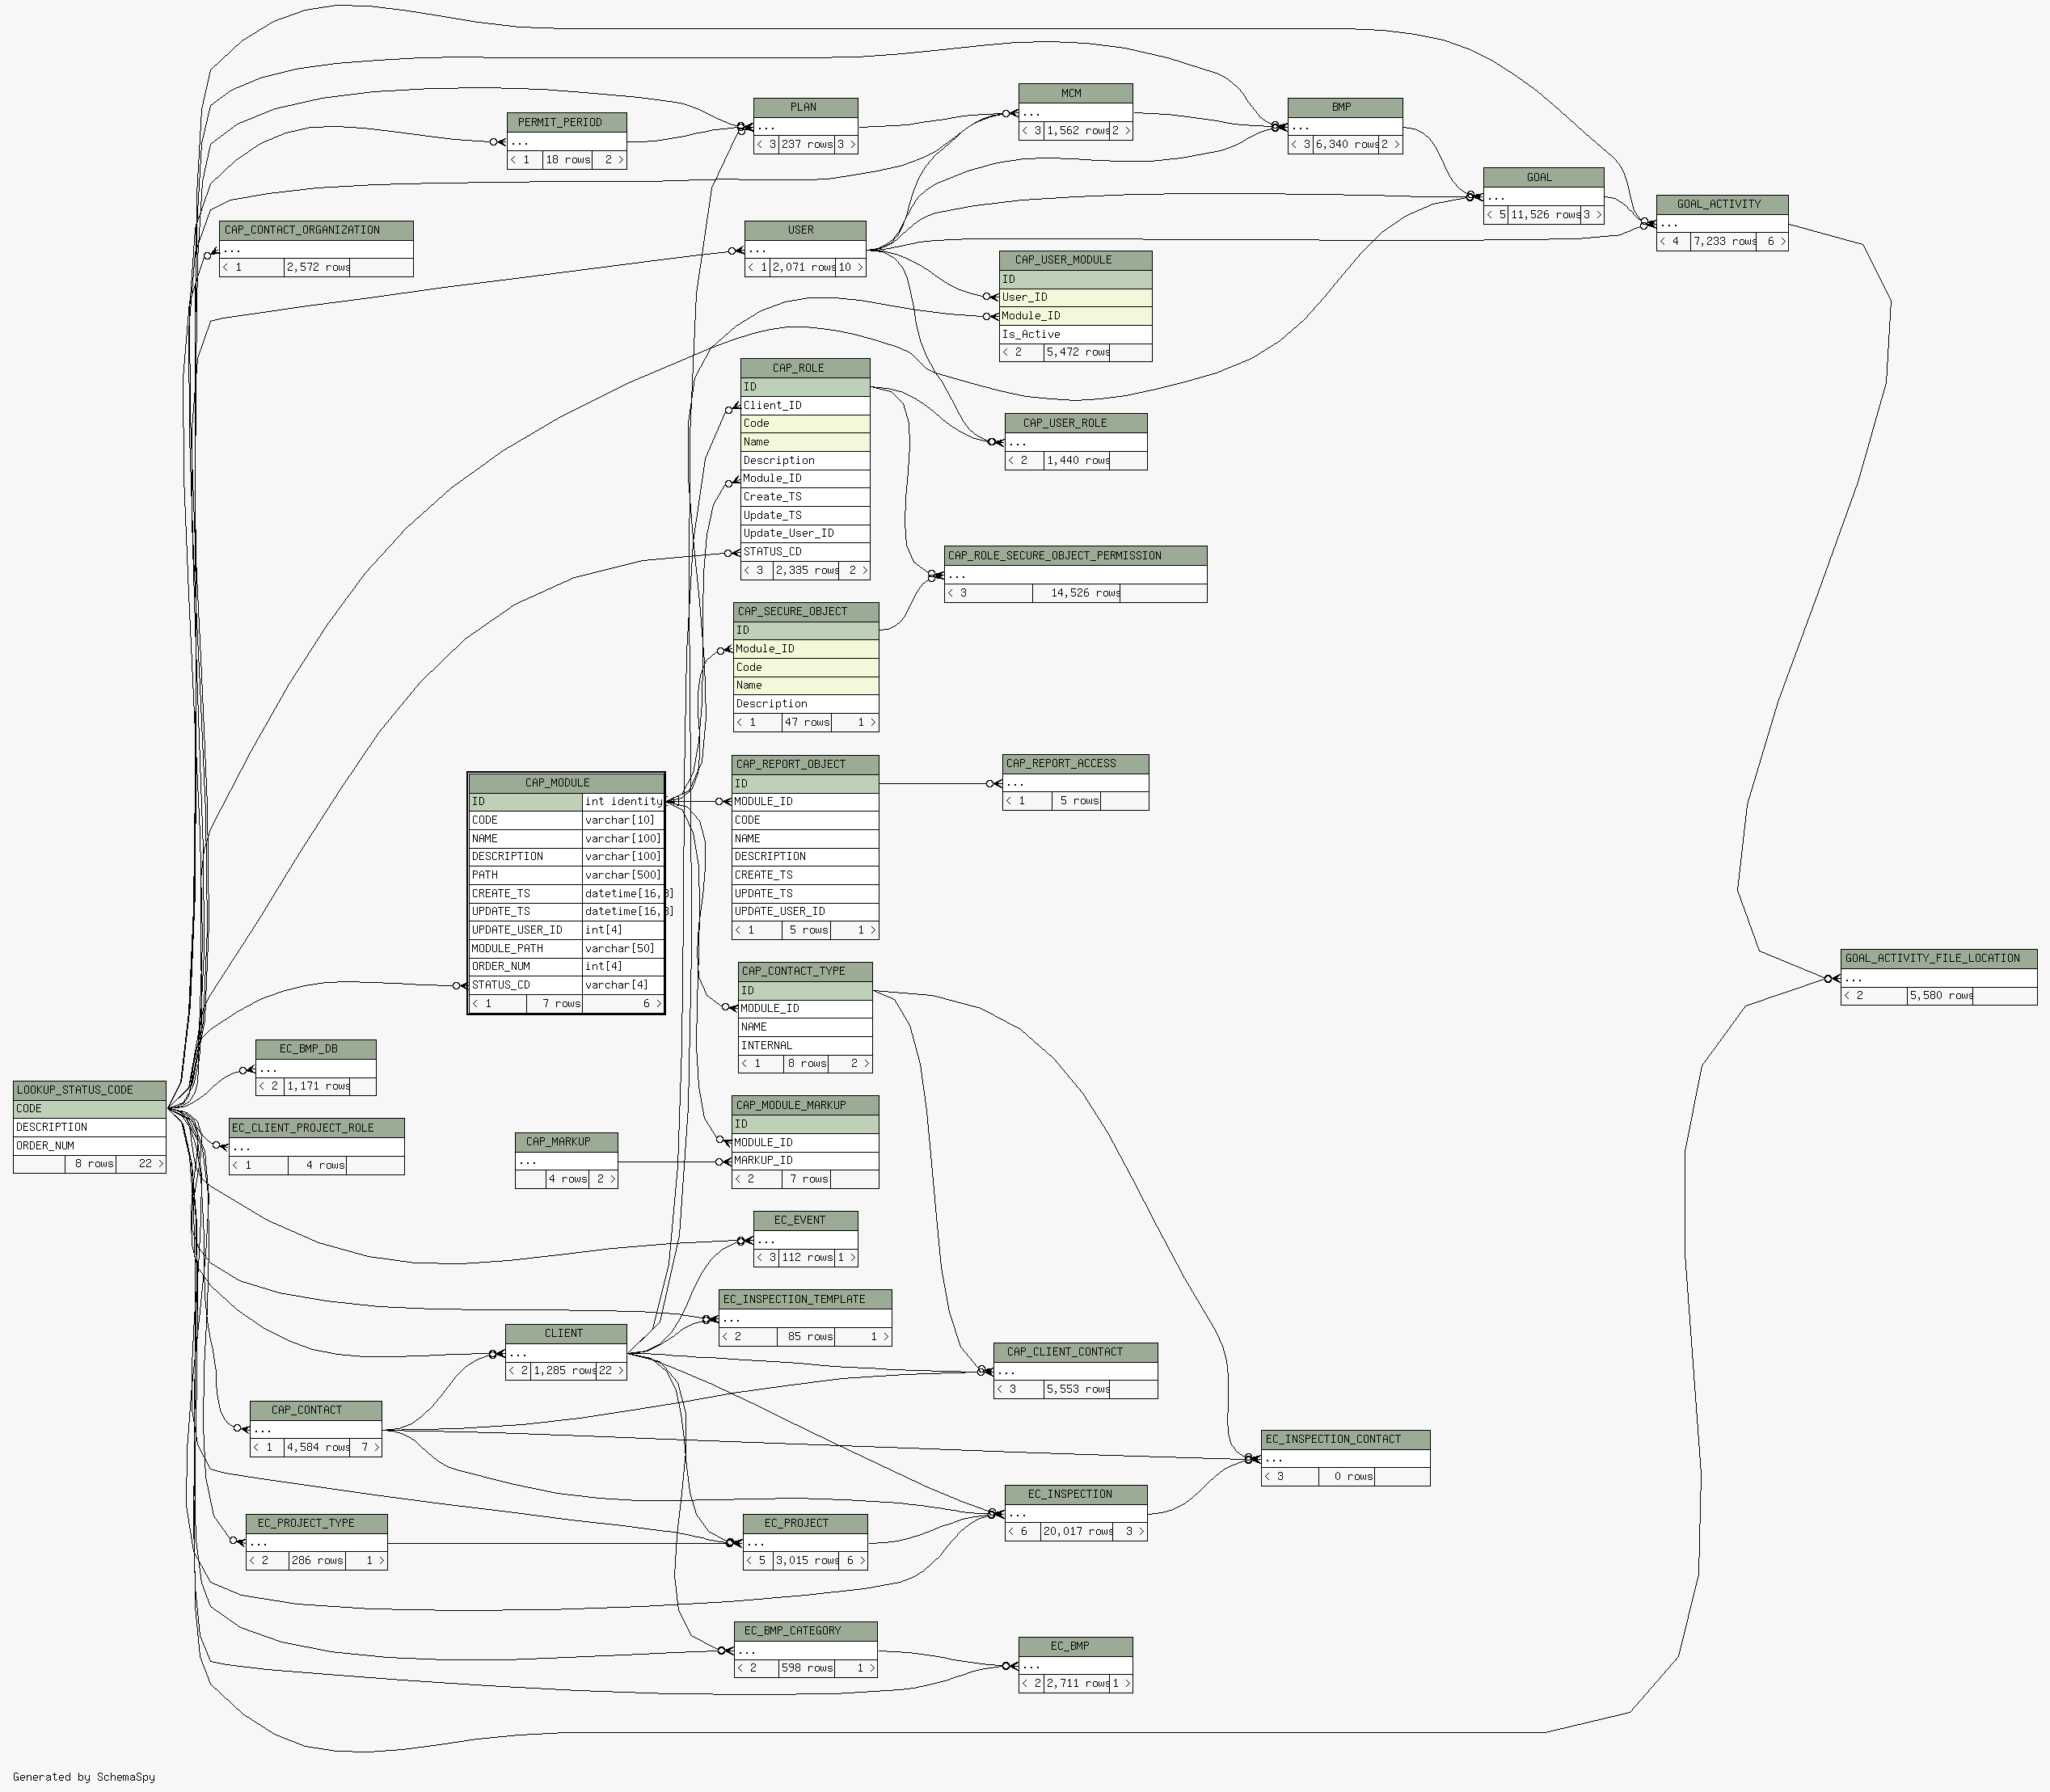 MCM
...
< 3 1,562 rows 2 >
PLAN
...
< 3 237 rows 3 >
BMP
...
< 3 6,340 rows 2 >
PERMIT_PERIOD
...
< 1 18 rows 2 >
GOAL
...
< 5 11,526 rows 3 >
GOAL_ACTIVITY
...
< 4 7,233 rows 6 >
CAP_CONTACT_ORGANIZATION
...
< 1 2,572 rows
USER
...
< 1 2,071 rows 10 >
CAP_USER_MODULE
ID
User_ID
Module_ID
Is_Active
< 2 5,472 rows
CAP_ROLE
ID
Client_ID
Code
Name
Description
Module_ID
Create_TS
Update_TS
Update_User_ID
STATUS_CD
< 3 2,335 rows 2 >
CAP_USER_ROLE
...
< 2 1,440 rows
CAP_ROLE_SECURE_OBJECT_PERMISSION
...
< 3 14,526 rows
CAP_SECURE_OBJECT
ID
Module_ID
Code
Name
Description
< 1 47 rows 1 >
CAP_REPORT_OBJECT
ID
MODULE_ID
CODE
NAME
DESCRIPTION
CREATE_TS
UPDATE_TS
UPDATE_USER_ID
< 1 5 rows 1 >
CAP_REPORT_ACCESS
...
< 1 5 rows
CAP_MODULE
ID int identity
CODE varchar[10]
NAME varchar[100]
DESCRIPTION varchar[100]
PATH varchar[500]
CREATE_TS datetime[16,3]
UPDATE_TS datetime[16,3]
UPDATE_USER_ID int[4]
MODULE_PATH varchar[50]
ORDER_NUM int[4]
STATUS_CD varchar[4]
< 1 7 rows 6 >
GOAL_ACTIVITY_FILE_LOCATION
...
< 2 5,580 rows
CAP_CONTACT_TYPE
ID
MODULE_ID
NAME
INTERNAL
< 1 8 rows 2 >
EC_BMP_DB
...
< 2 1,171 rows
LOOKUP_STATUS_CODE
CODE
DESCRIPTION
ORDER_NUM
8 rows 22 >
EC_CLIENT_PROJECT_ROLE
...
< 1 4 rows
CAP_MARKUP
...
4 rows 2 >
CAP_MODULE_MARKUP
ID
MODULE_ID
MARKUP_ID
< 2 7 rows
EC_EVENT
...
< 3 112 rows 1 >
EC_INSPECTION_TEMPLATE
...
< 2 85 rows 1 >
CLIENT
...
< 2 1,285 rows 22 >
CAP_CLIENT_CONTACT
...
< 3 5,553 rows
CAP_CONTACT
...
< 1 4,584 rows 7 >
EC_INSPECTION_CONTACT
...
< 3 0 rows
EC_INSPECTION
...
< 6 20,017 rows 3 >
EC_PROJECT_TYPE
...
< 2 286 rows 1 >
EC_PROJECT
...
< 5 3,015 rows 6 >
EC_BMP_CATEGORY
...
< 2 598 rows 1 >
EC_BMP
...
< 2 2,711 rows 1 >
Generated by SchemaSpy